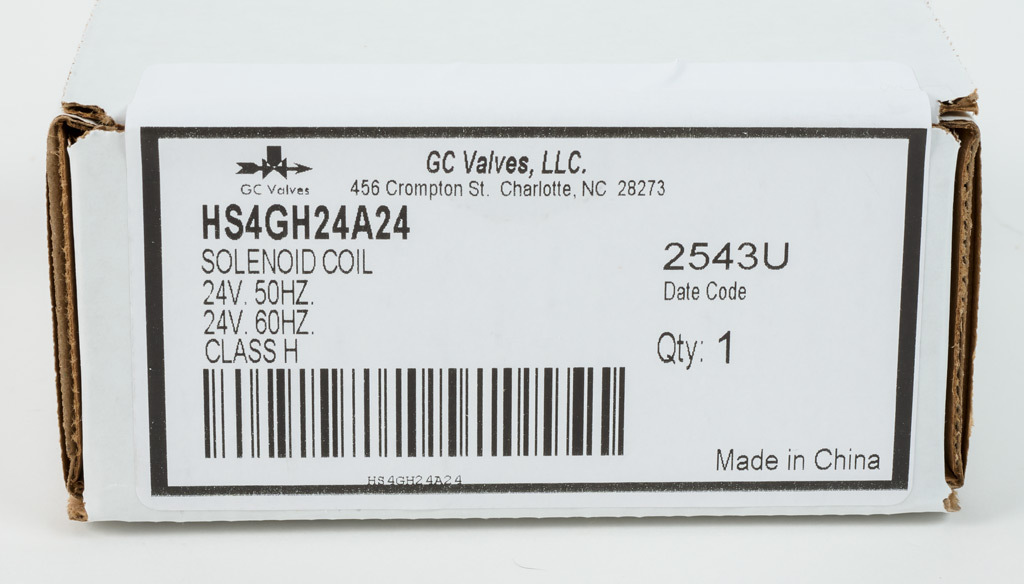 GC Valves
GC Valves, LLC.
456 Crompton St. Charlotte, NC 28273
HS4GH24A24
SOLENOID COIL
24V. 50HZ.
24V. 60HZ.
CLASS H
2543U
Date Code
Qty: 1
HS4GH24A24
Made in China